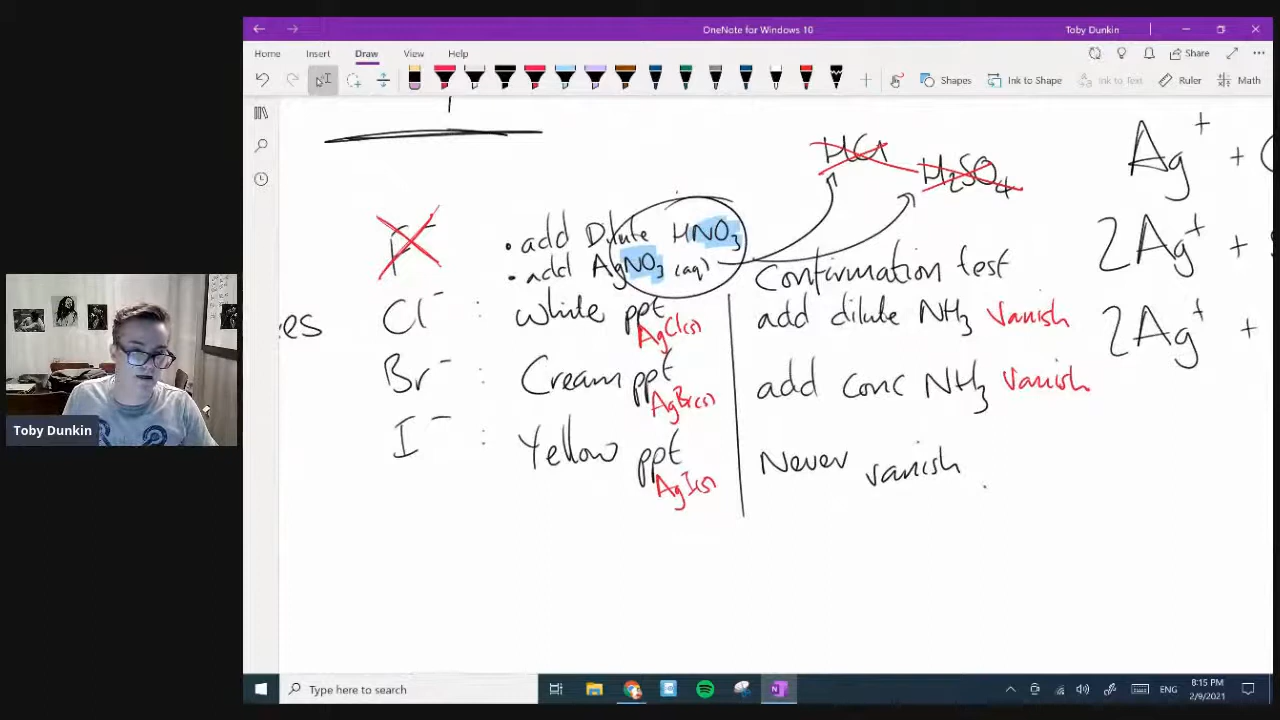 OneNote for Windows 10
Toby Dunkin
Home Insert Draw View Help
Share
Shapes
Ink to Shape
Ink to Text
Ruler
Math
HCl
H2SO4
F⁻
• add Dilute HNO3
• add AgNO3 (aq)
Confirmation test
Cl⁻ : White ppt
AgCl(s)
add dilute NH3 vanish
Br⁻ : Cream ppt
AgBr(s)
add conc NH3 vanish
I⁻ : Yellow ppt
AgI(s)
Never vanish
es
Ag⁺ +
2Ag⁺ +
2Ag⁺ +
Toby Dunkin
Type here to search
ENG
8:15 PM
2/9/2021